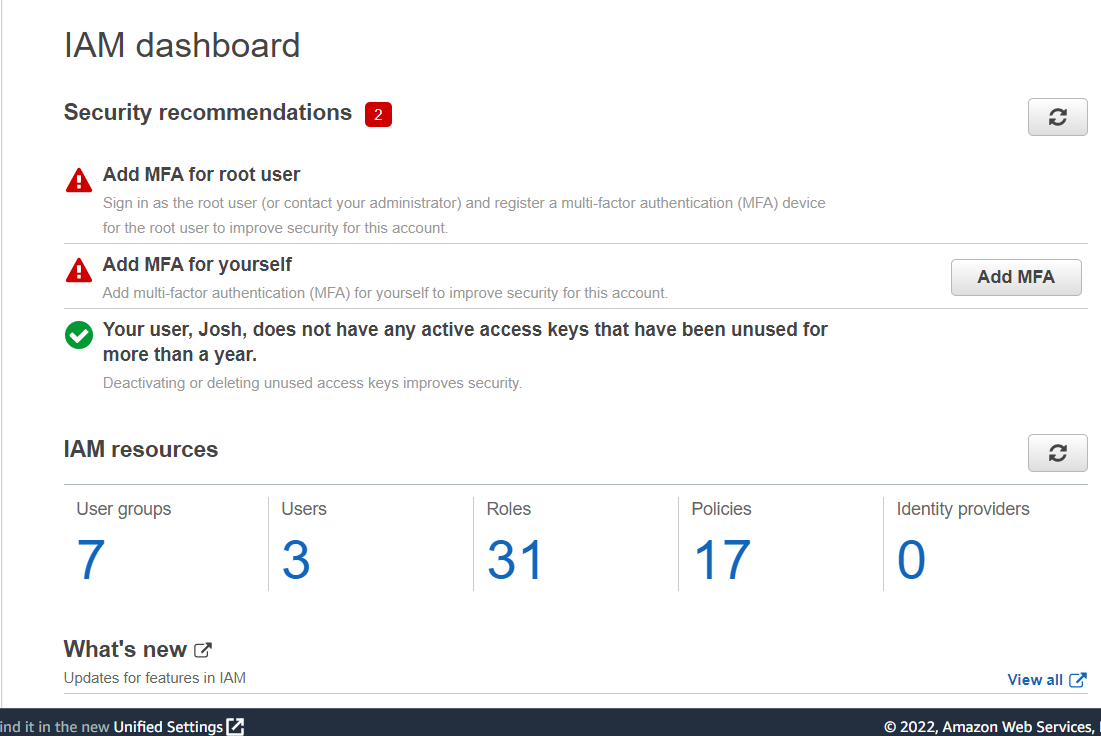 IAM dashboard
Security recommendations 2
Add MFA for root user
Sign in as the root user (or contact your administrator) and register a multi-factor authentication (MFA) device
for the root user to improve security for this account.
Add MFA for yourself
Add multi-factor authentication (MFA) for yourself to improve security for this account.
Add MFA
Your user, Josh, does not have any active access keys that have been unused for
more than a year.
Deactivating or deleting unused access keys improves security.
IAM resources
User groups Users Roles Policies Identity providers
7 3 31 17 0
What's new
Updates for features in IAM
View all
ind it in the new Unified Settings © 2022, Amazon Web Services,